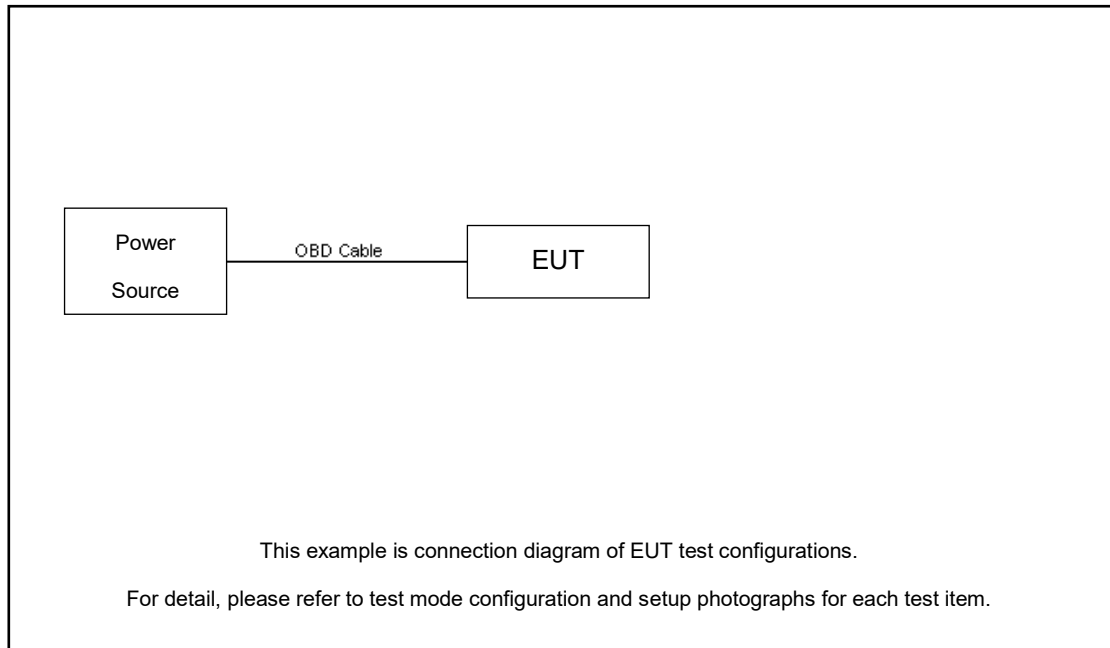 Power
Source
OBD Cable
EUT
This example is connection diagram of EUT test configurations.
For detail, please refer to test mode configuration and setup photographs for each test item.